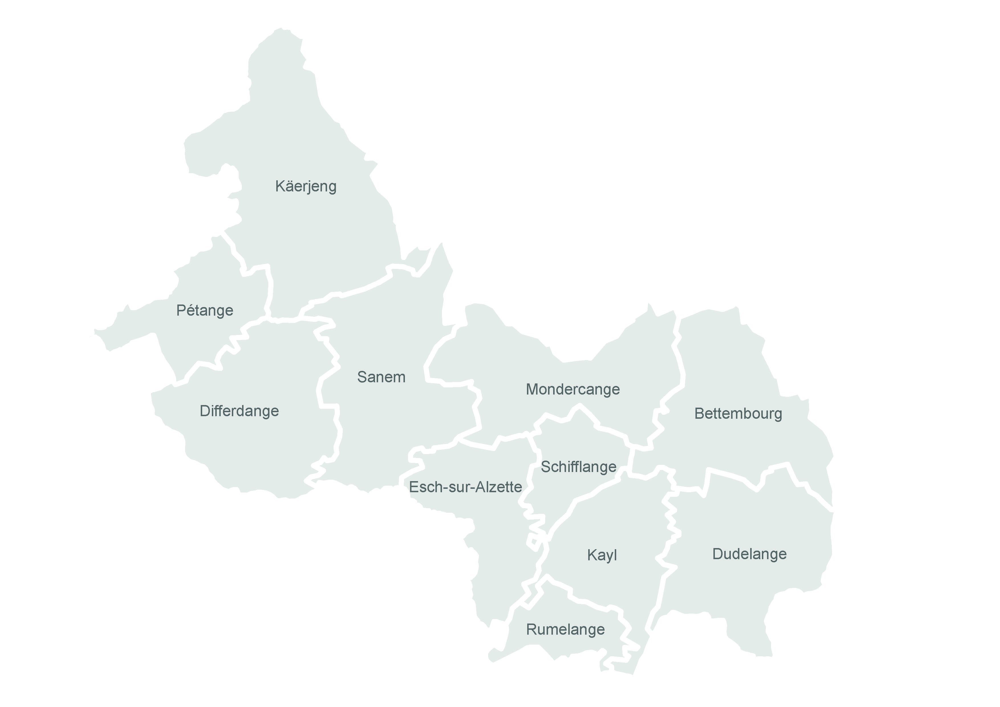 Käerjeng
Pétange
Sanem
Mondercange
Differdange
Bettembourg
Schifflange
Esch-sur-Alzette
Kayl
Dudelange
Rumelange